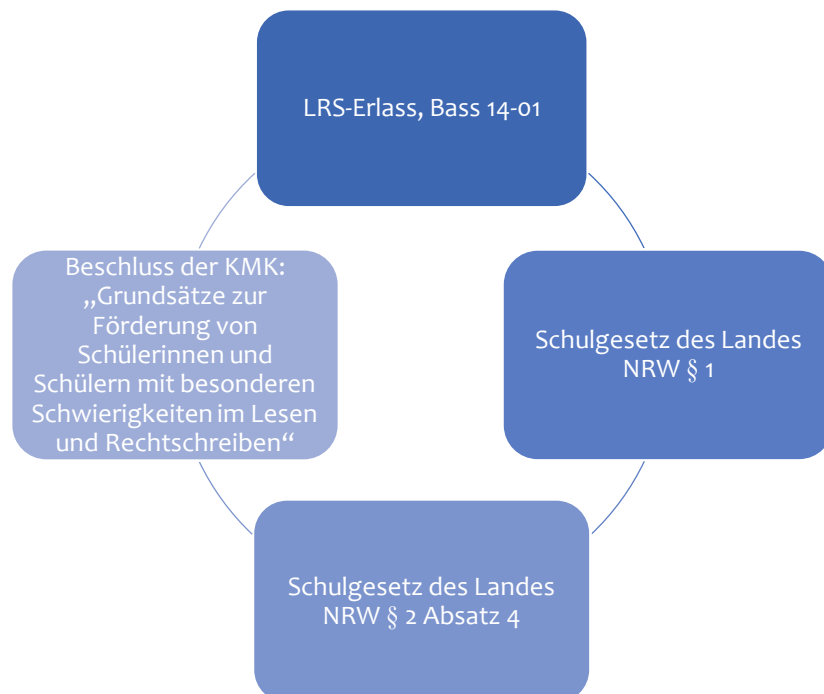 LRS-Erlass, Bass 14-01
Schulgesetz des Landes
NRW § 1
Schulgesetz des Landes
NRW § 2 Absatz 4
Beschluss der KMK:
„Grundsätze zur
Förderung von
Schülerinnen und
Schülern mit besonderen
Schwierigkeiten im Lesen
und Rechtschreiben“